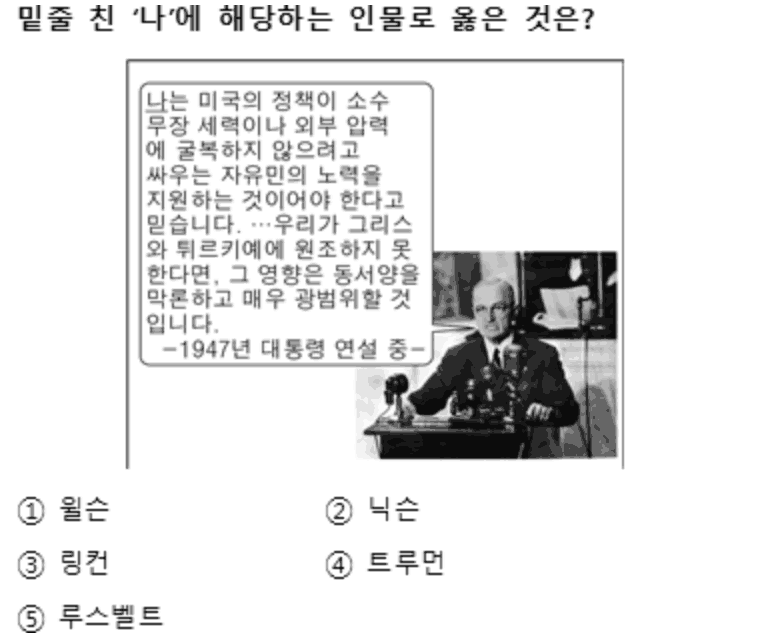 밑줄 친 ‘나’에 해당하는 인물로 옳은 것은?
나는 미국의 정책이 소수
무장 세력이나 외부 압력
에 굴복하지 않으려고
싸우는 자유민의 노력을
지원하는 것이어야 한다고
믿습니다. …우리가 그리스
와 튀르키예에 원조하지 못
한다면, 그 영향은 동서양을
막론하고 매우 광범위할 것
입니다.
-1947년 대통령 연설 중-
① 윌슨
② 닉슨
③ 링컨
④ 트루먼
⑤ 루스벨트